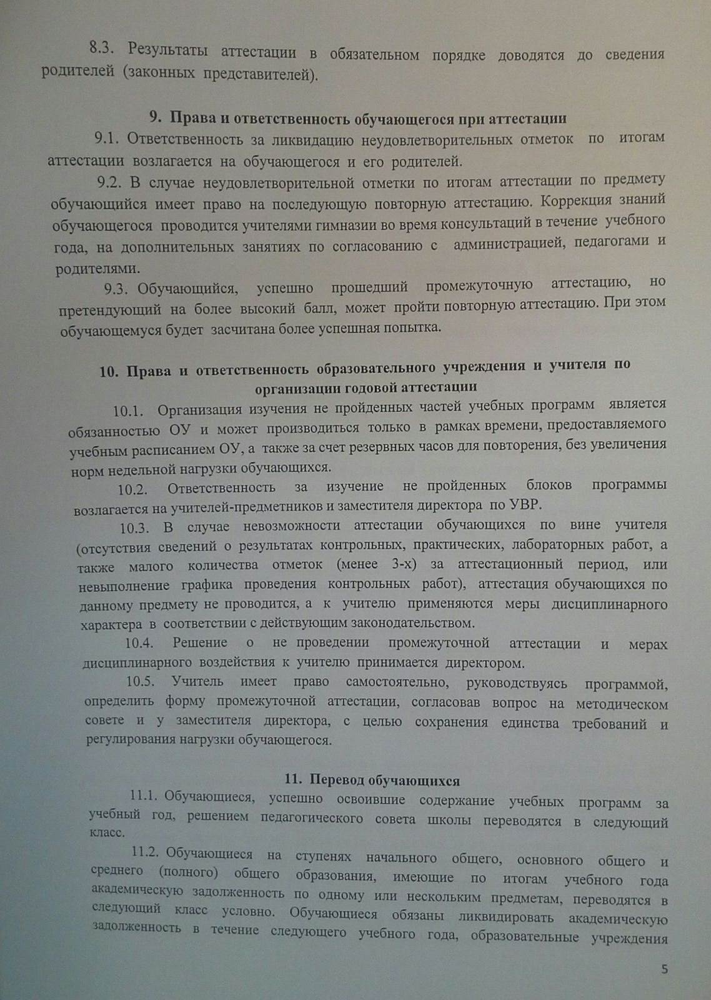 8.3. Результаты аттестации в обязательном порядке доводятся до сведения
родителей (законных представителей).
9. Права и ответственность обучающегося при аттестации
9.1. Ответственность за ликвидацию неудовлетворительных отметок по итогам
аттестации возлагается на обучающегося и его родителей.
9.2. В случае неудовлетворительной отметки по итогам аттестации по предмету
обучающийся имеет право на последующую повторную аттестацию. Коррекция знаний
обучающегося проводится учителями гимназии во время консультаций в течение учебного
года, на дополнительных занятиях по согласованию с администрацией, педагогами и
родителями.
9.3. Обучающийся, успешно прошедший промежуточную аттестацию, но
претендующий на более высокий балл, может пройти повторную аттестацию. При этом
обучающемуся будет засчитана более успешная попытка.
10. Права и ответственность образовательного учреждения и учителя по
организации годовой аттестации
10.1. Организация изучения не пройденных частей учебных программ является
обязанностью ОУ и может производиться только в рамках времени, предоставляемого
учебным расписанием ОУ, а также за счет резервных часов для повторения, без увеличения
норм недельной нагрузки обучающихся.
10.2. Ответственность за изучение не пройденных блоков программы
возлагается на учителей-предметников и заместителя директора по УВР.
10.3. В случае невозможности аттестации обучающихся по вине учителя
(отсутствия сведений о результатах контрольных, практических, лабораторных работ, а
также малого количества отметок (менее 3-х) за аттестационный период, или
невыполнение графика проведения контрольных работ), аттестация обучающихся по
данному предмету не проводится, а к учителю применяются меры дисциплинарного
характера в соответствии с действующим законодательством.
10.4. Решение о не проведении промежуточной аттестации и мерах
дисциплинарного воздействия к учителю принимается директором.
10.5. Учитель имеет право самостоятельно, руководствуясь программой,
определить форму промежуточной аттестации, согласовав вопрос на методическом
совете и у заместителя директора, с целью сохранения единства требований и
регулирования нагрузки обучающегося.
11. Перевод обучающихся
11.1. Обучающиеся, успешно освоившие содержание учебных программ за
учебный год, решением педагогического совета школы переводятся в следующий
класс.
11.2. Обучающиеся на ступенях начального общего, основного общего и
среднего (полного) общего образования, имеющие по итогам учебного года
академическую задолженность по одному или нескольким предметам, переводятся в
следующий класс условно. Обучающиеся обязаны ликвидировать академическую
задолженность в течение следующего учебного года, образовательные учреждения
5